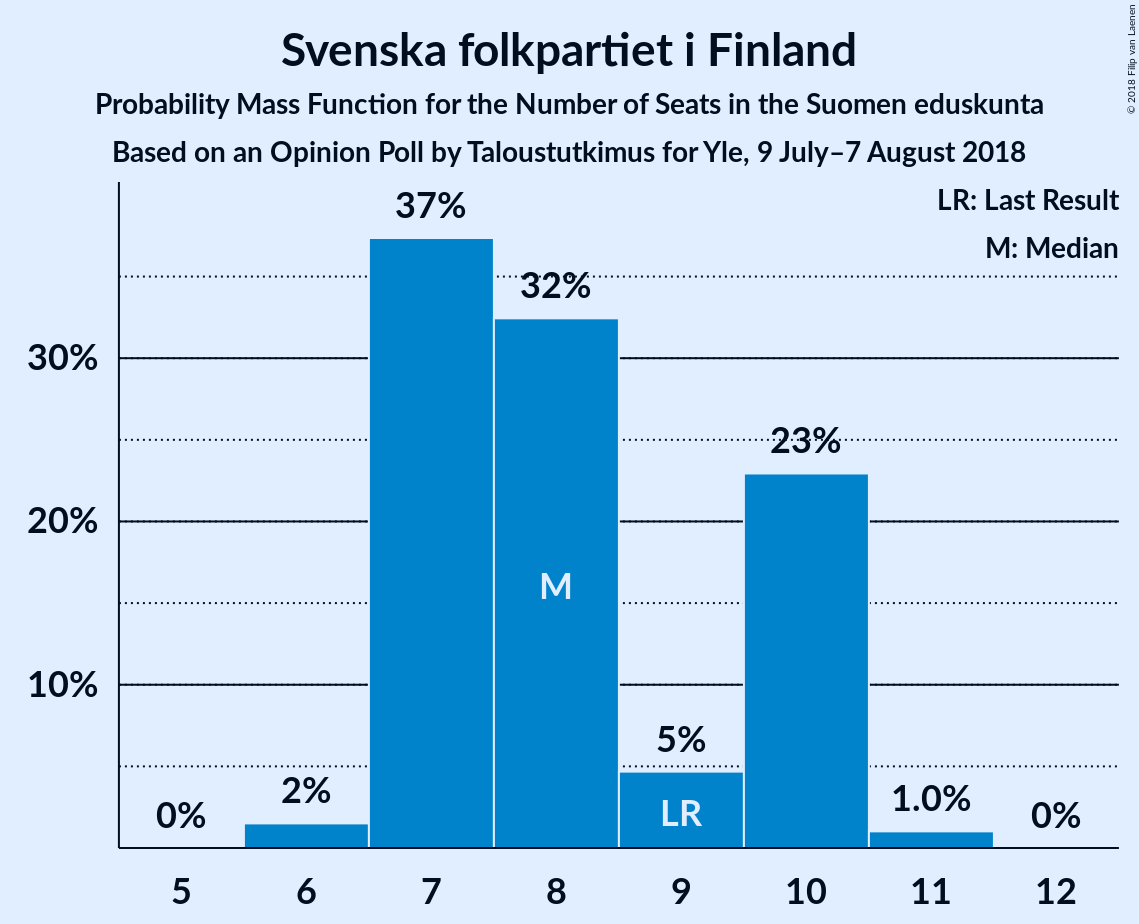 Svenska folkpartiet i Finland
Probability Mass Function for the Number of Seats in the Suomen eduskunta
Based on an Opinion Poll by Taloustutkimus for Yle, 9 July–7 August 2018
© 2018 Filip van Laenen
LR: Last Result
M: Median
37%
32%
30%
23%
20%
M
10%
5%
2%
1.0%
0%
LR
0%
5
6
7
8
9
10
11
12